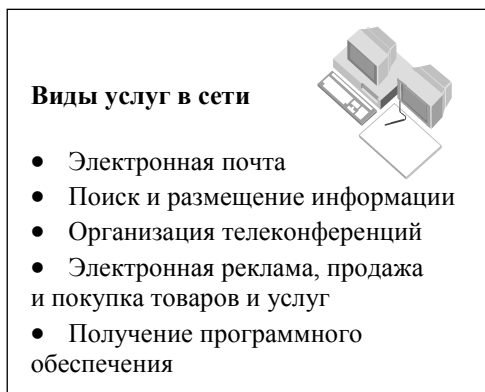 Виды услуг в сети
• Электронная почта
• Поиск и размещение информации
• Организация телеконференций
• Электронная реклама, продажа
и покупка товаров и услуг
• Получение программного
обеспечения